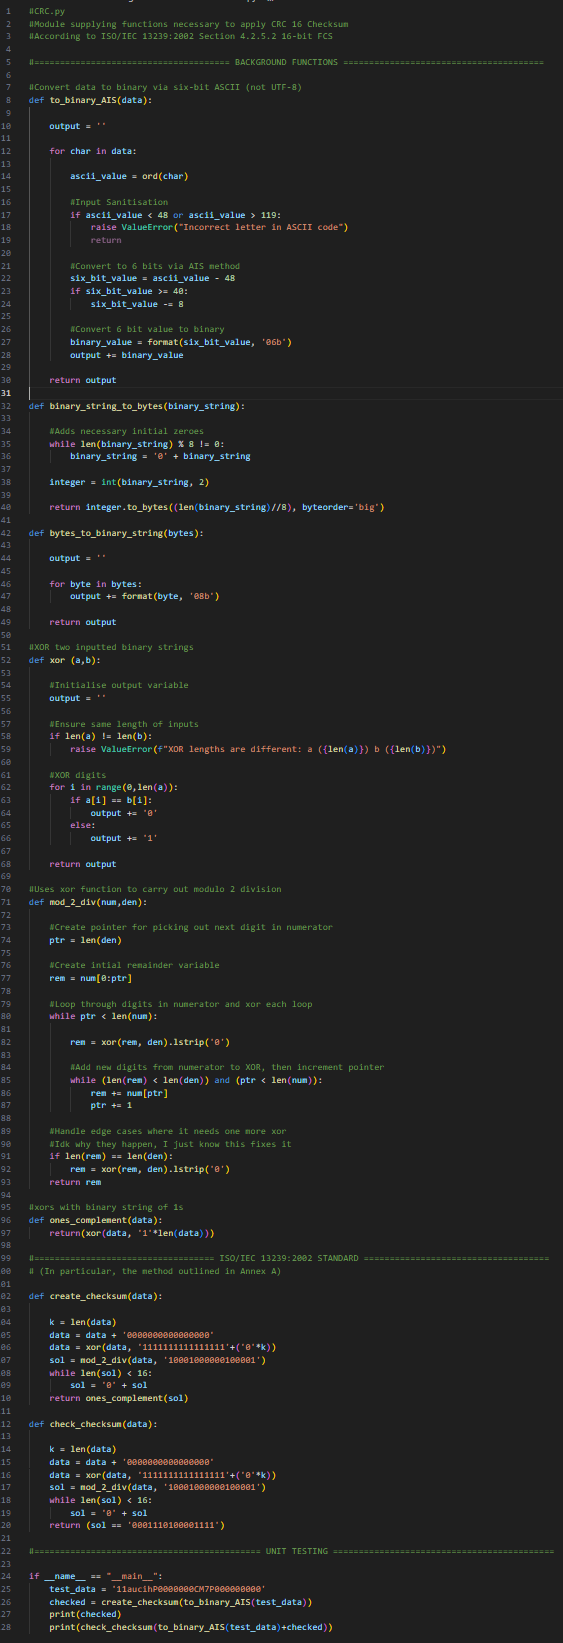 1 #CRC.py
2 #Module supplying functions necessary to apply CRC 16 Checksum
3 #According to ISO/IEC 13239:2002 Section 4.2.5.2 16-bit FCS
4
5 #====================================== BACKGROUND FUNCTIONS =======================================
6
7 #Convert data to binary via six-bit ASCII (not UTF-8)
8 def to_binary_AIS(data):
9
10 output = ''
11
12 for char in data:
13
14 ascii_value = ord(char)
15
16 #Input Sanitisation
17 if ascii_value < 48 or ascii_value > 119:
18 raise ValueError("Incorrect letter in ASCII code")
19 return
20
21 #Convert to 6 bits via AIS method
22 six_bit_value = ascii_value - 48
23 if six_bit_value >= 40:
24 six_bit_value -= 8
25
26 #Convert 6 bit value to binary
27 binary_value = format(six_bit_value, '06b')
28 output += binary_value
29
30 return output
31
32 def binary_string_to_bytes(binary_string):
33
34 #Adds necessary initial zeroes
35 while len(binary_string) % 8 != 0:
36 binary_string = '0' + binary_string
37
38 integer = int(binary_string, 2)
39
40 return integer.to_bytes((len(binary_string)//8), byteorder='big')
41
42 def bytes_to_binary_string(bytes):
43
44 output = ''
45
46 for byte in bytes:
47 output += format(byte, '08b')
48
49 return output
50
51 #XOR two inputted binary strings
52 def xor (a,b):
53
54 #Initialise output variable
55 output = ''
56
57 #Ensure same length of inputs
58 if len(a) != len(b):
59 raise ValueError(f"XOR lengths are different: a ({len(a)}) b ({len(b)})")
60
61 #XOR digits
62 for i in range(0,len(a)):
63 if a[i] == b[i]:
64 output += '0'
65 else:
66 output += '1'
67
68 return output
69
70 #Uses xor function to carry out modulo 2 division
71 def mod_2_div(num,den):
72
73 #Create pointer for picking out next digit in numerator
74 ptr = len(den)
75
76 #Create intial remainder variable
77 rem = num[0:ptr]
78
79 #Loop through digits in numerator and xor each loop
80 while ptr < len(num):
81
82 rem = xor(rem, den).lstrip('0')
83
84 #Add new digits from numerator to XOR, then increment pointer
85 while (len(rem) < len(den)) and (ptr < len(num)):
86 rem += num[ptr]
87 ptr += 1
88
89 #Handle edge cases where it needs one more xor
90 #Idk why they happen, I just know this fixes it
91 if len(rem) == len(den):
92 rem = xor(rem, den).lstrip('0')
93 return rem
94
95 #xors with binary string of 1s
96 def ones_complement(data):
97 return(xor(data, '1'*len(data)))
98
99 #=================================== ISO/IEC 13239:2002 STANDARD ====================================
00 # (In particular, the method outlined in Annex A)
01
02 def create_checksum(data):
03
04 k = len(data)
05 data = data + '0000000000000000'
06 data = xor(data, '1111111111111111'+('0'*k))
07 sol = mod_2_div(data, '10001000000100001')
08 while len(sol) < 16:
09 sol = '0' + sol
10 return ones_complement(sol)
11
12 def check_checksum(data):
13
14 k = len(data)
15 data = data + '0000000000000000'
16 data = xor(data, '1111111111111111'+('0'*k))
17 sol = mod_2_div(data, '10001000000100001')
18 while len(sol) < 16:
19 sol = '0' + sol
20 return (sol == '0001110100001111')
21
22 #============================================ UNIT TESTING ===========================================
23
24 if __name__ == "__main__":
25 test_data = '11aucihP0000000CM7P000000000'
26 checked = create_checksum(to_binary_AIS(test_data))
27 print(checked)
28 print(check_checksum(to_binary_AIS(test_data)+checked))